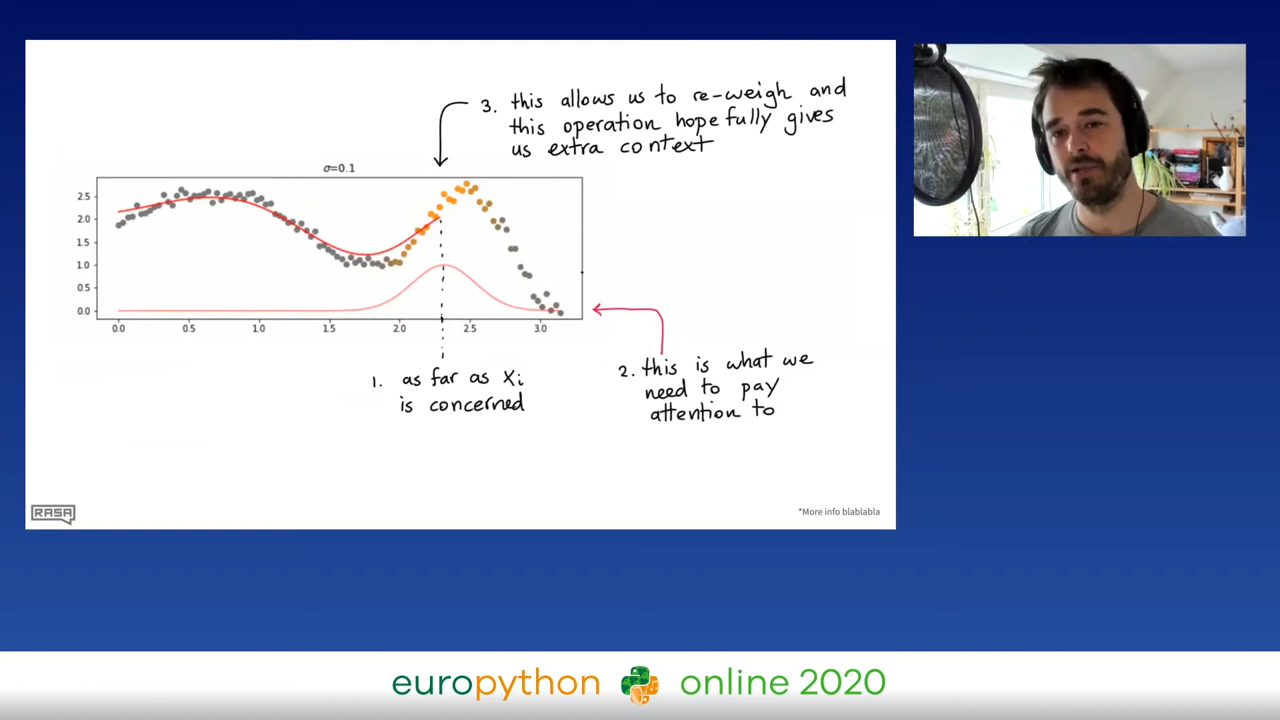 3. this allows us to re-weigh and
this operation hopefully gives
us extra context
σ=0.1
2.5
2.0
1.5
1.0
0.5
0.0
0.0 0.5 1.0 1.5 2.0 2.5 3.0
1. as far as xi
is concerned
2. this is what we
need to pay
attention to
RASA
*More info blablabla
europython online 2020